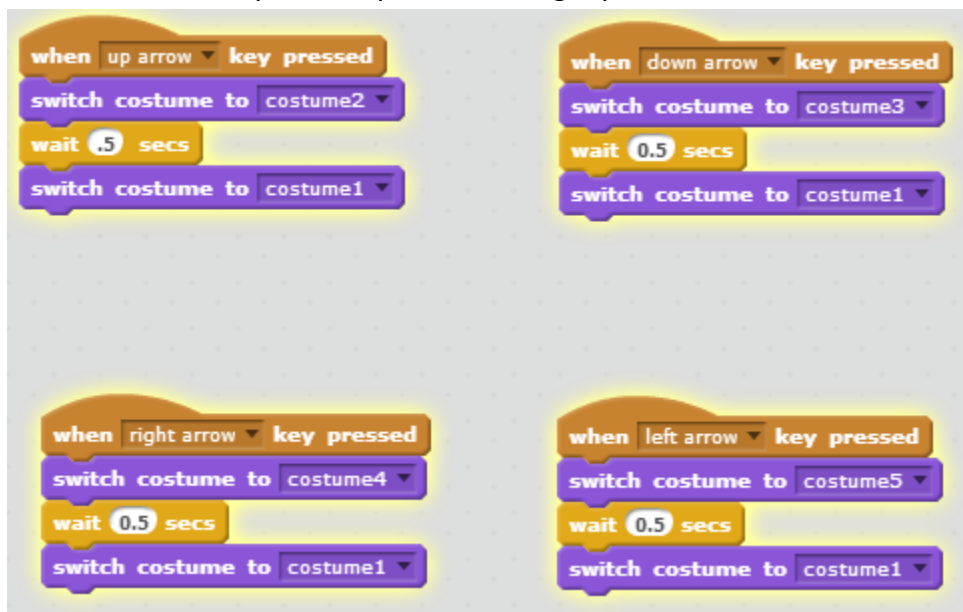 when up arrow key pressed
switch costume to costume2
wait .5 secs
switch costume to costume1
when down arrow key pressed
switch costume to costume3
wait 0.5 secs
switch costume to costume1
when right arrow key pressed
switch costume to costume4
wait 0.5 secs
switch costume to costume1
when left arrow key pressed
switch costume to costume5
wait 0.5 secs
switch costume to costume1